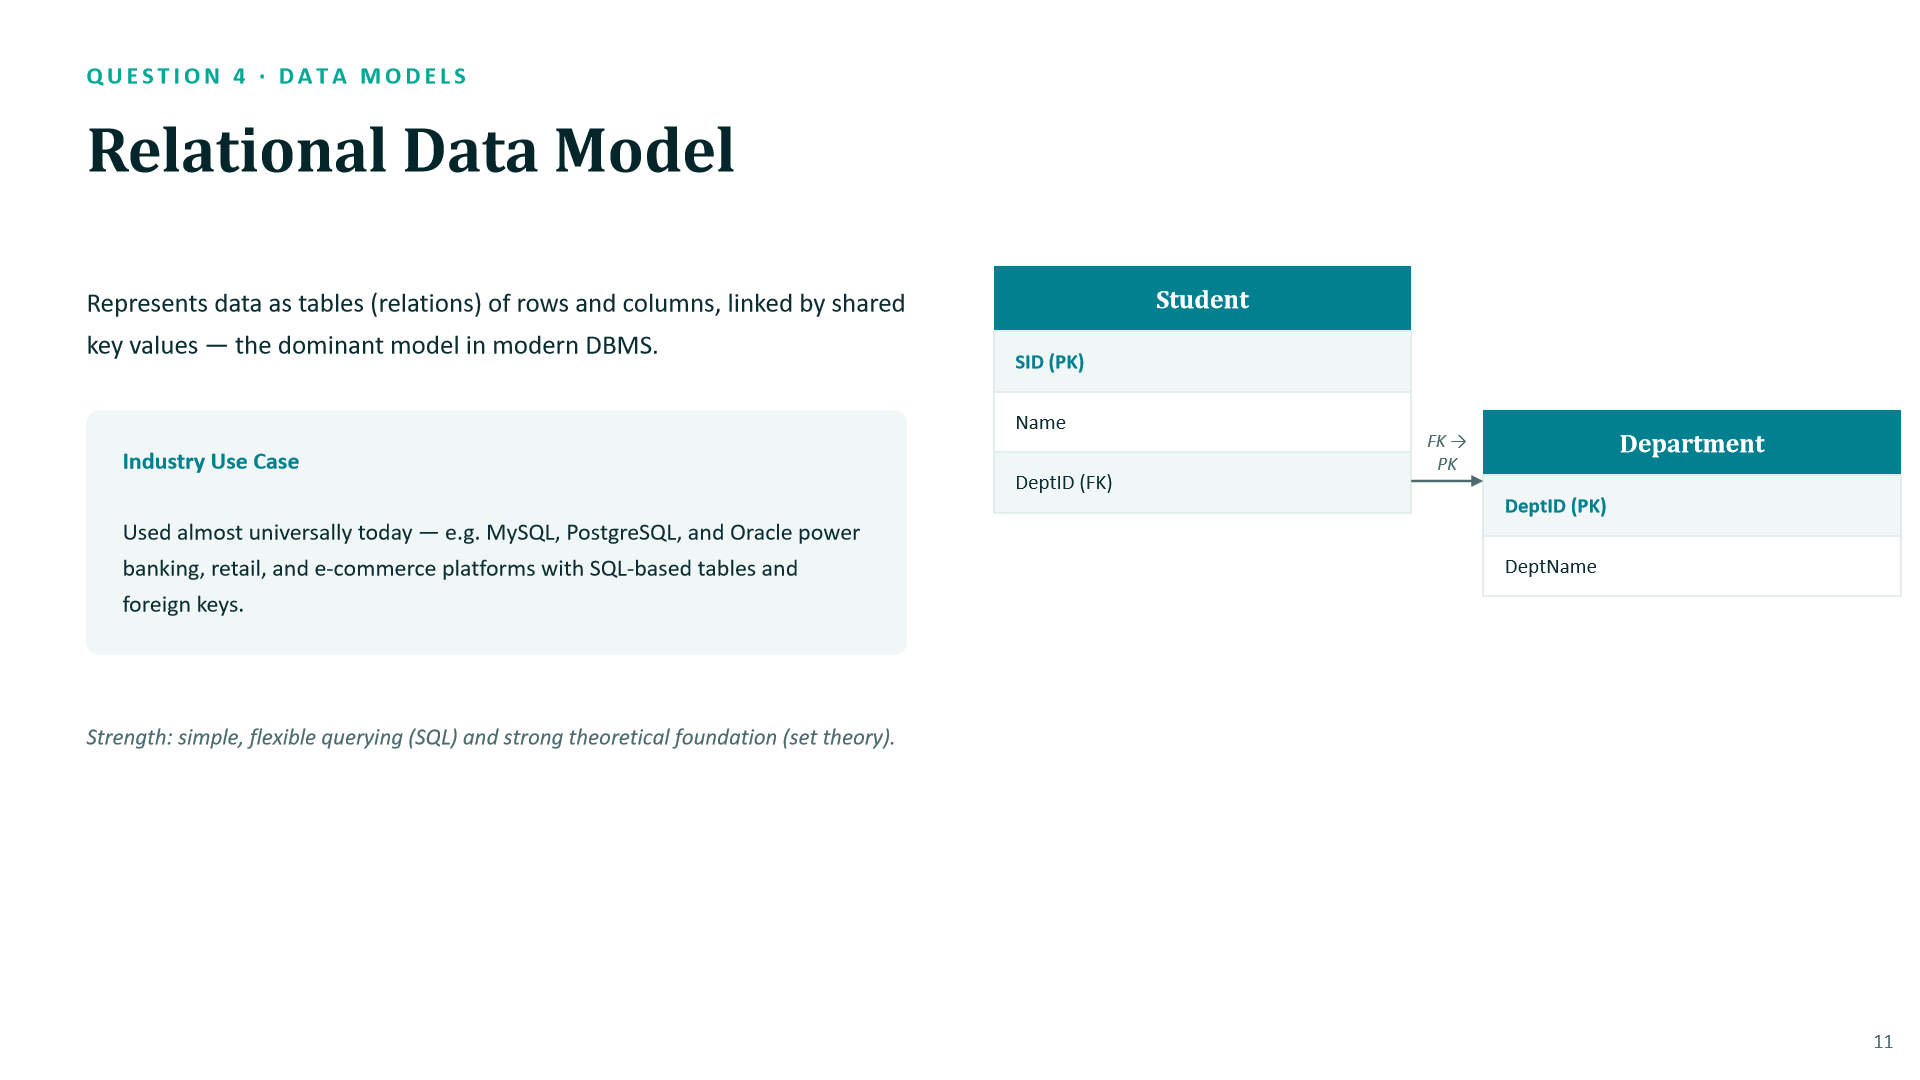 QUESTION 4 · DATA MODELS
Relational Data Model
Represents data as tables (relations) of rows and columns, linked by shared
key values — the dominant model in modern DBMS.
Industry Use Case
Used almost universally today — e.g. MySQL, PostgreSQL, and Oracle power
banking, retail, and e-commerce platforms with SQL-based tables and
foreign keys.
Strength: simple, flexible querying (SQL) and strong theoretical foundation (set theory).
Student
SID (PK)
Name
DeptID (FK)
FK →
PK
Department
DeptID (PK)
DeptName
11